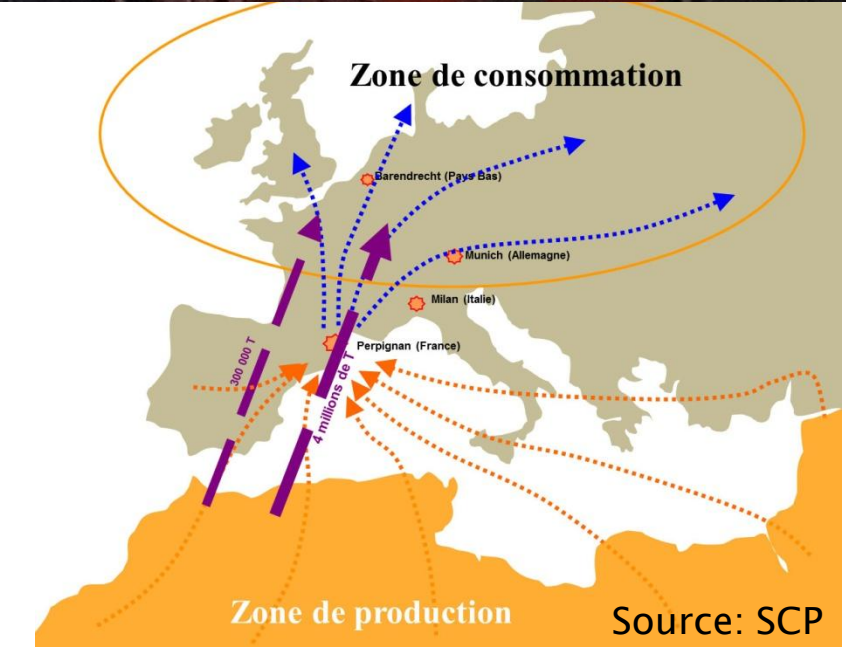 Zone de consommation
Barendrecht (Pays Bas)
Munich (Allemagne)
Milan (Italie)
Perpignan (France)
300 000 T
4 millions de T
Zone de production
Source: SCP